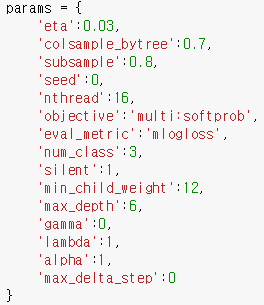 params = {
'eta':0.03,
'colsample_bytree':0.7,
'subsample':0.8,
'seed':0,
'nthread':16,
'objective':'multi:softprob',
'eval_metric':'mlogloss',
'num_class':3,
'silent':1,
'min_child_weight':12,
'max_depth':6,
'gamma':0,
'lambda':1,
'alpha':1,
'max_delta_step':0
}